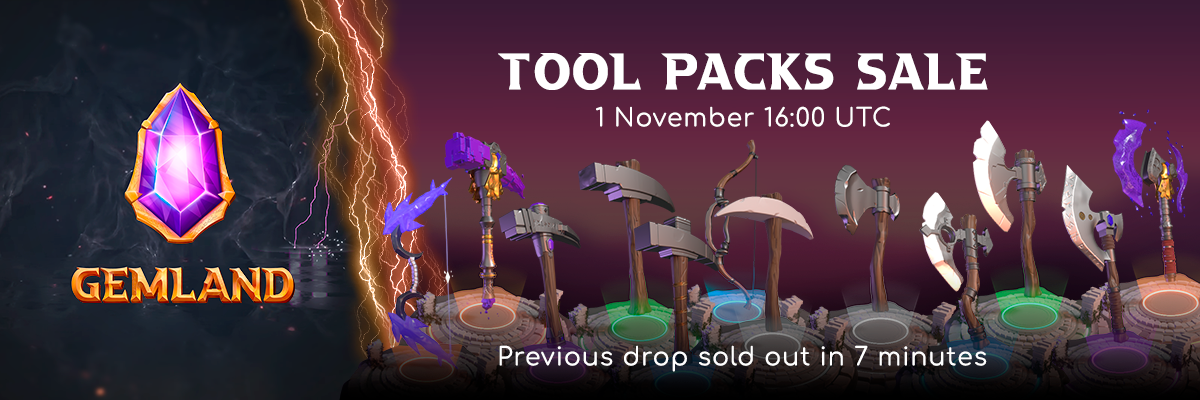 GEMLAND
TOOL PACKS SALE
1 November 16:00 UTC
Previous drop sold out in 7 minutes